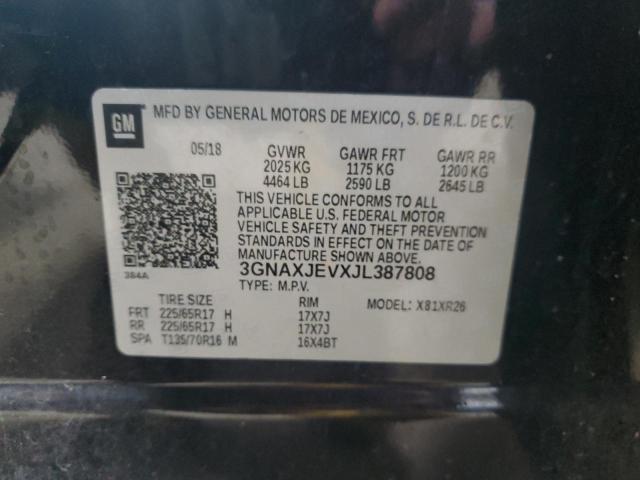 GM
MFD BY GENERAL MOTORS DE MEXICO, S. DE R.L. DE C.V.
05/18 GVWR GAWR FRT GAWR RR
2025 KG 1175 KG 1200 KG
4464 LB 2590 LB 2645 LB
THIS VEHICLE CONFORMS TO ALL
APPLICABLE U.S. FEDERAL MOTOR
VEHICLE SAFETY AND THEFT PREVENTION
STANDARDS IN EFFECT ON THE DATE OF
MANUFACTURE SHOWN ABOVE.
384A 3GNAXJEVXJL387808
TYPE: M.P.V.
TIRE SIZE RIM MODEL: X81XR26
FRT 225/65R17 H 17X7J
RR 225/65R17 H 17X7J
SPA T135/70R16 M 16X4BT